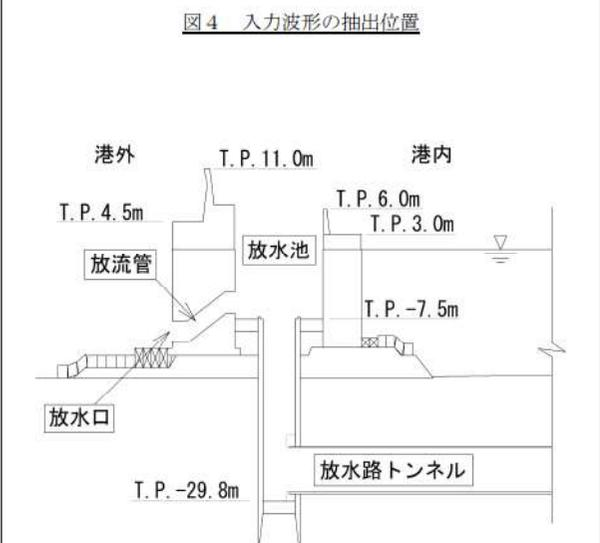 図４ 入力波形の抽出位置
港外
T.P.11.0m
港内
T.P.4.5m
T.P.6.0m
T.P.3.0m
放水池
放流管
T.P.-7.5m
放水口
放水路トンネル
T.P.-29.8m